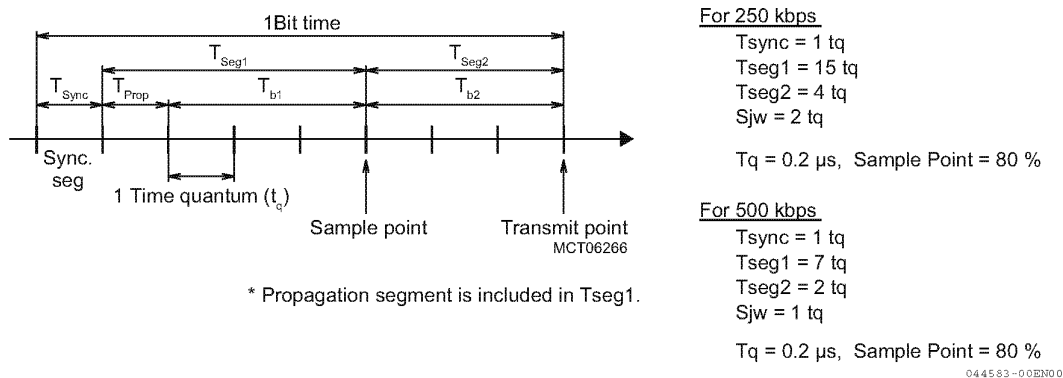 1Bit time
TSeg1
TSeg2
TSync
TProp
Tb1
Tb2
Sync.
seg
1 Time quantum (tq)
Sample point
Transmit point
MCT06266
* Propagation segment is included in Tseg1.
For 250 kbps
Tsync = 1 tq
Tseg1 = 15 tq
Tseg2 = 4 tq
Sjw = 2 tq
Tq = 0.2 µs, Sample Point = 80 %
For 500 kbps
Tsync = 1 tq
Tseg1 = 7 tq
Tseg2 = 2 tq
Sjw = 1 tq
Tq = 0.2 µs, Sample Point = 80 %
044583-00EN00